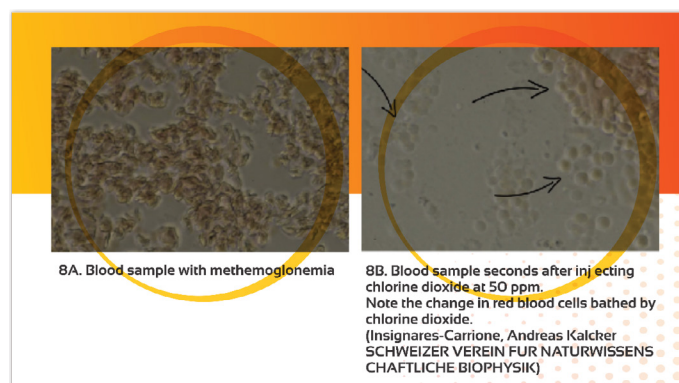 8A. Blood sample with methemoglonemia
8B. Blood sample seconds after inj ecting
chlorine dioxide at 50 ppm.
Note the change in red blood cells bathed by
chlorine dioxide.
(Insignares-Carrione, Andreas Kalcker
SCHWEIZER VEREIN FUR NATURWISSENS
CHAFTLICHE BIOPHYSIK)